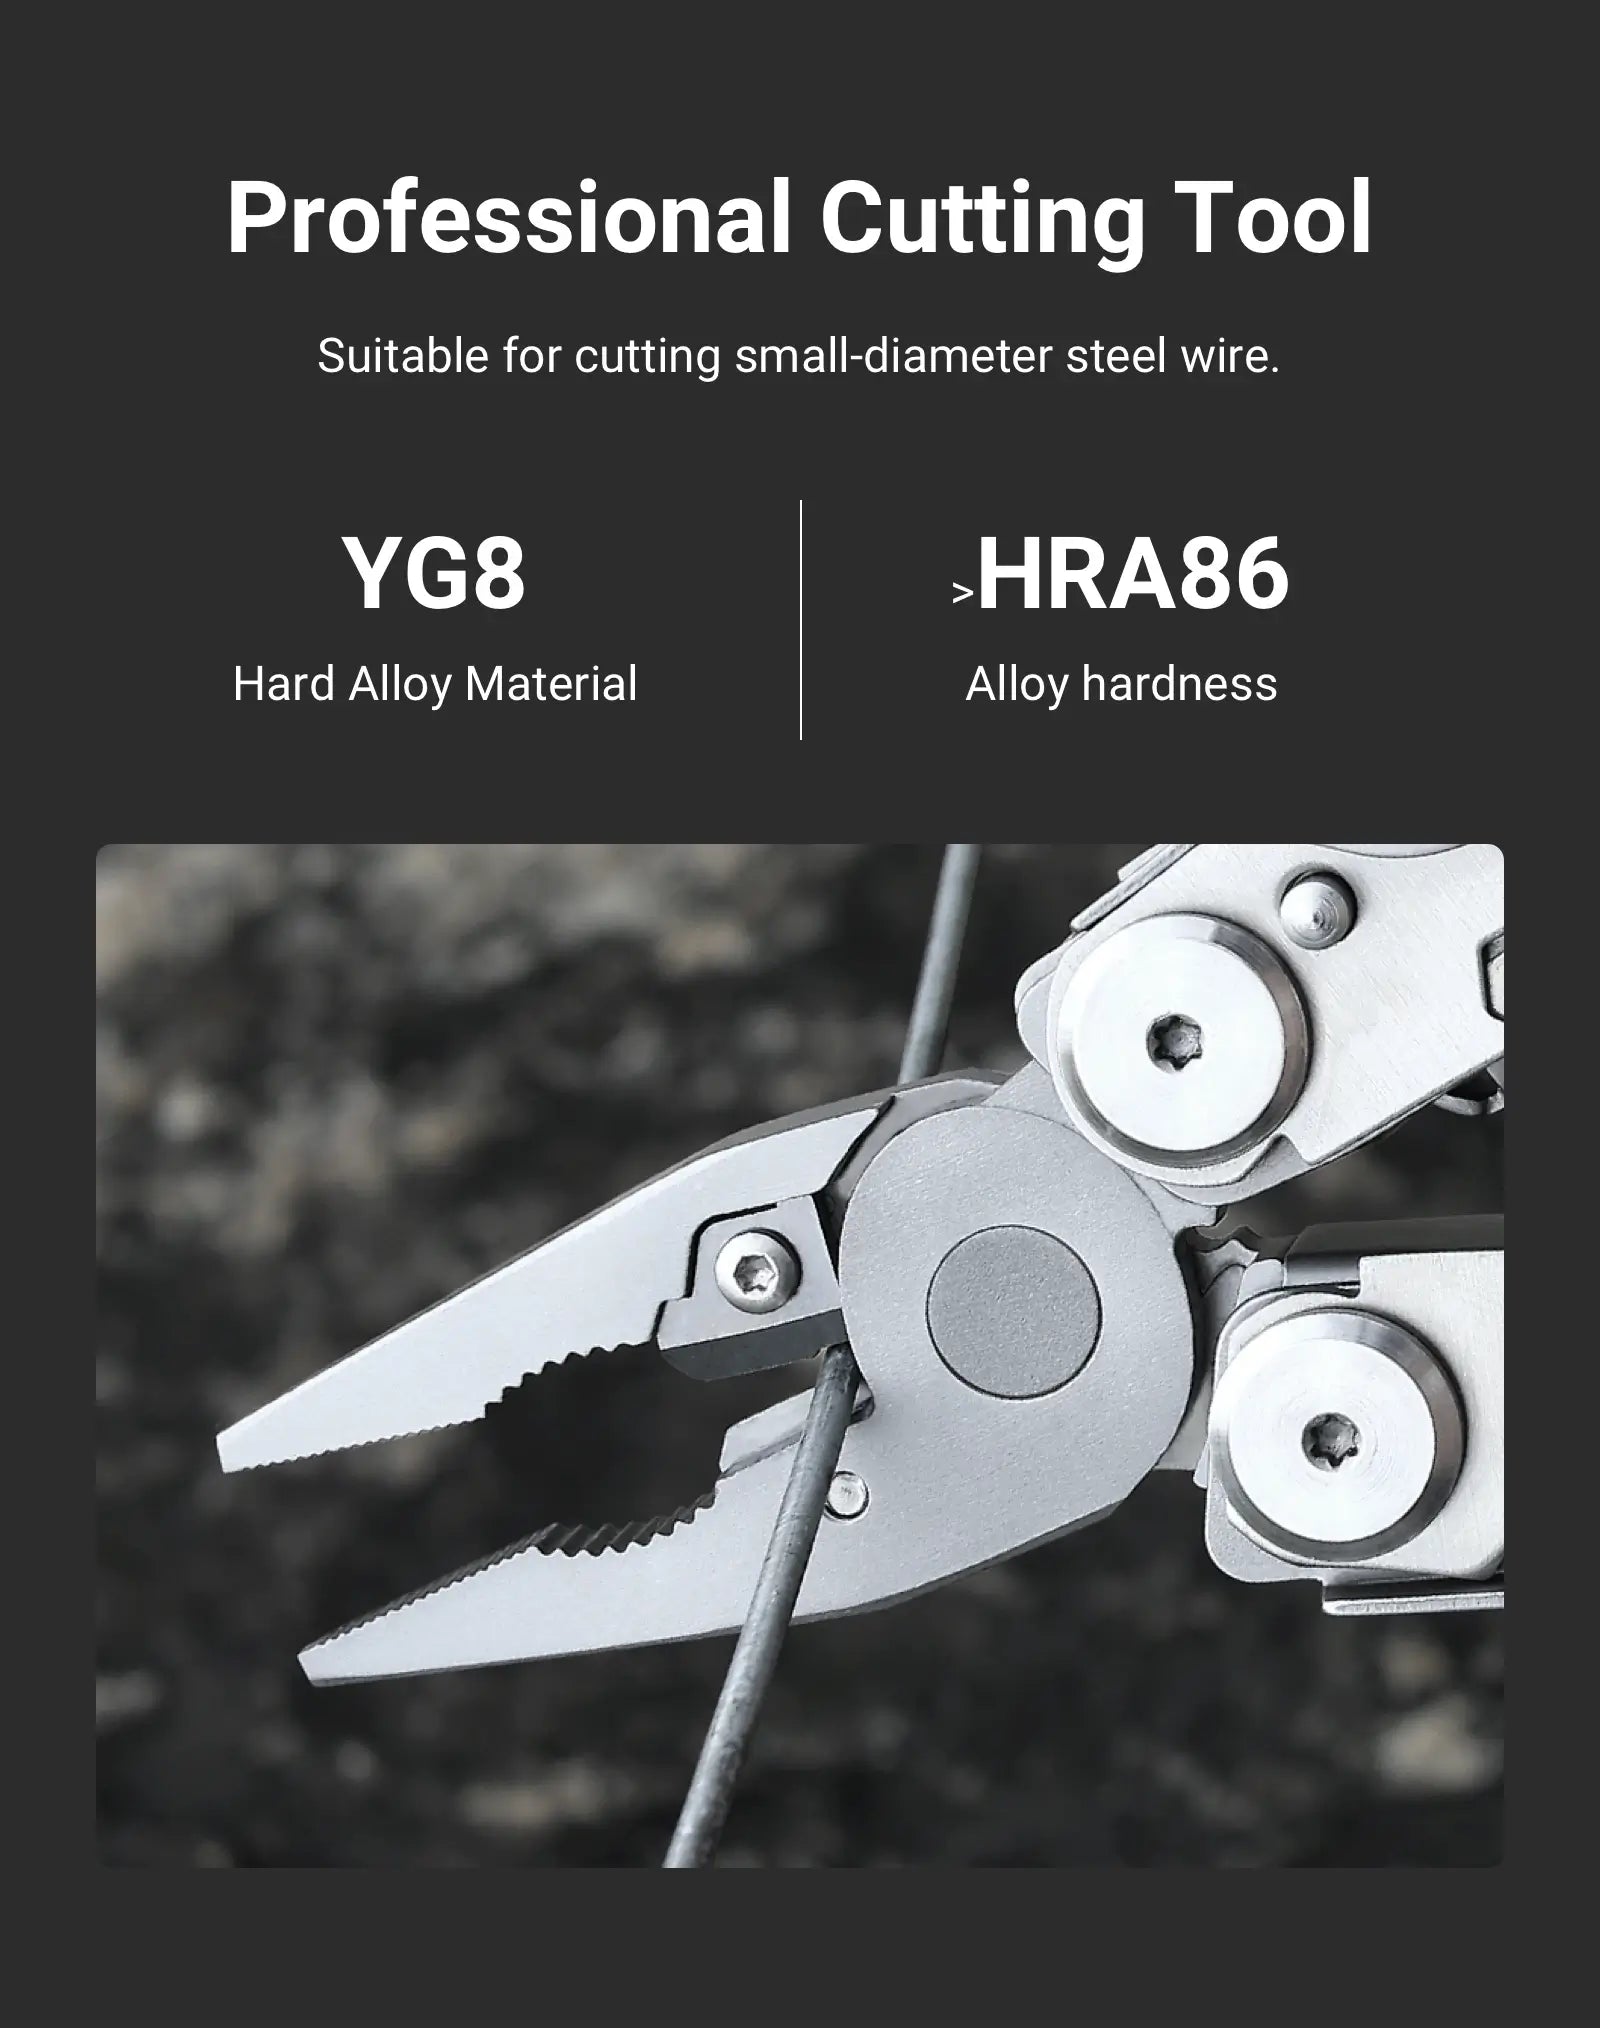 Professional Cutting Tool
Suitable for cutting small-diameter steel wire.
YG8
>HRA86
Hard Alloy Material
Alloy hardness